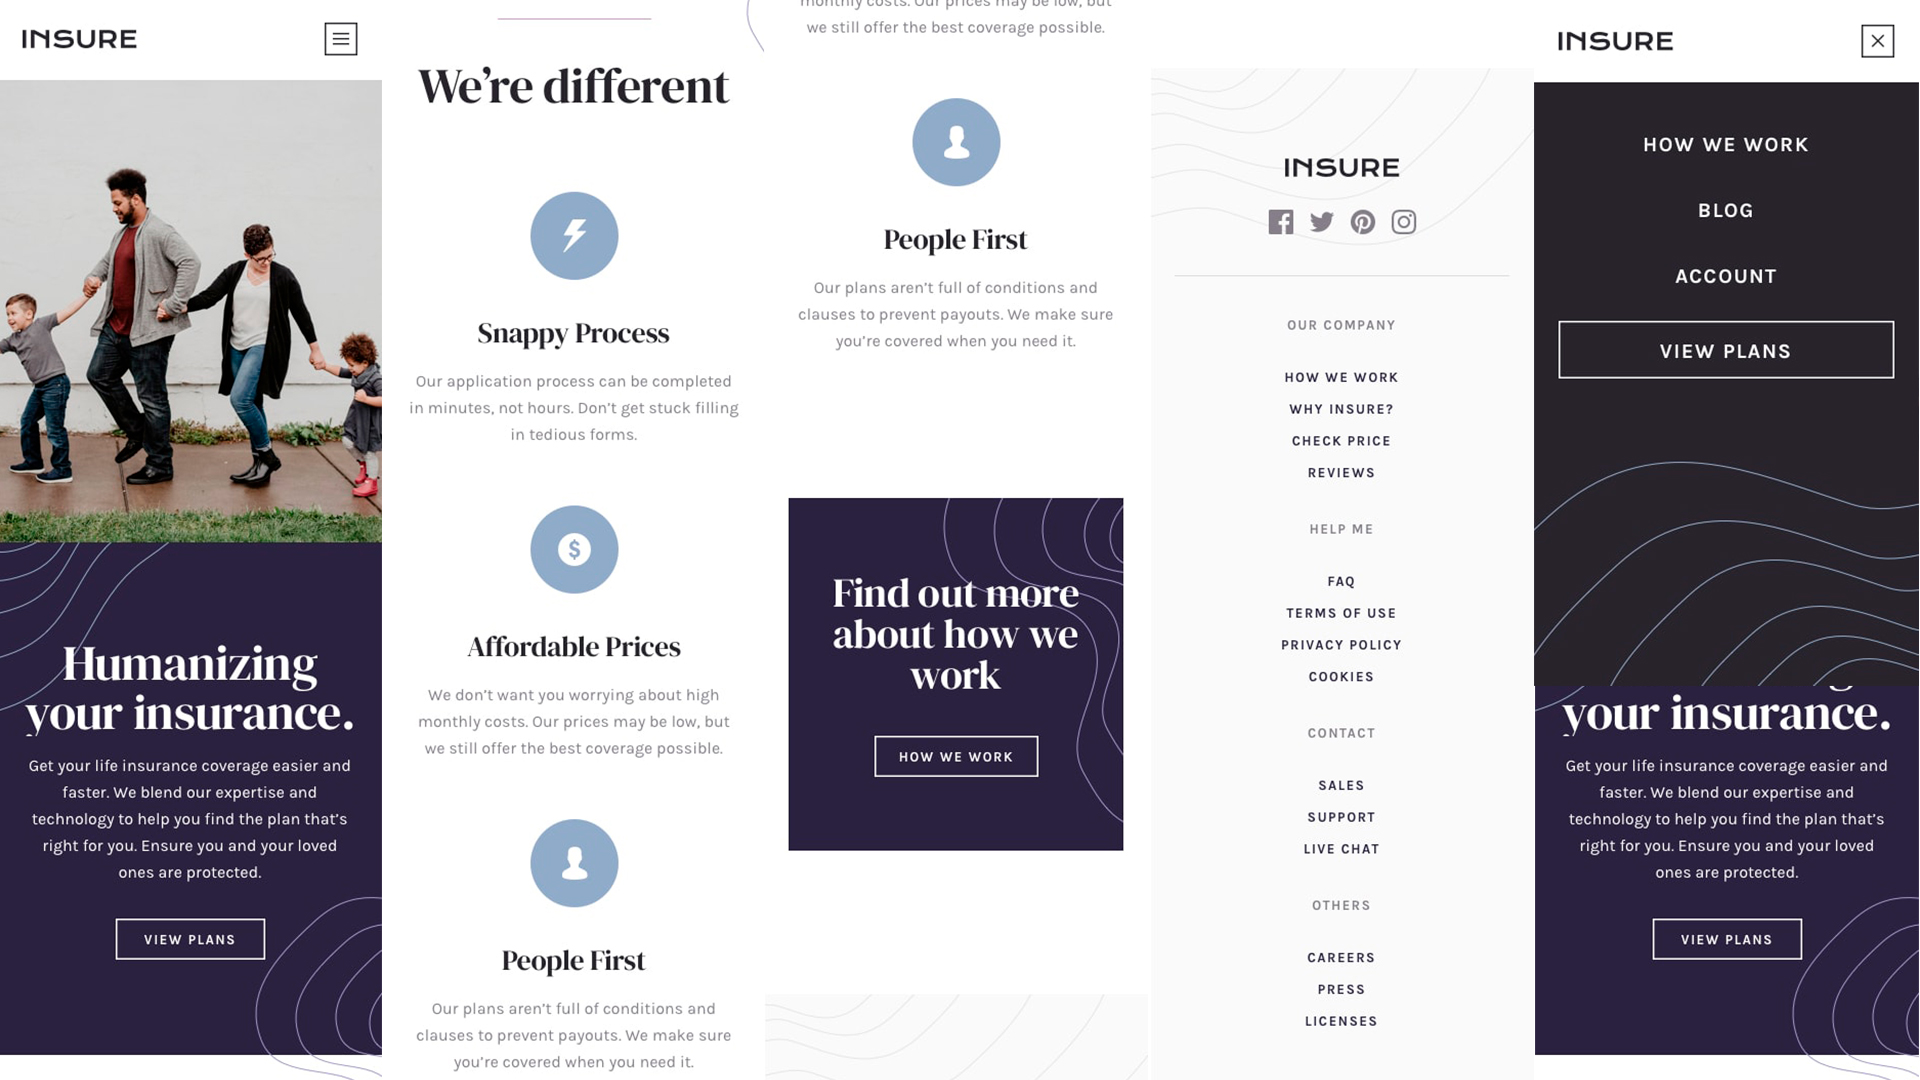 INSURE
Humanizing
your insurance.
Get your life insurance coverage easier and
faster. We blend our expertise and
technology to help you find the plan that’s
right for you. Ensure you and your loved
ones are protected.
VIEW PLANS
We’re different
Snappy Process
Our application process can be completed
in minutes, not hours. Don’t get stuck filling
in tedious forms.
$
Affordable Prices
We don’t want you worrying about high
monthly costs. Our prices may be low, but
we still offer the best coverage possible.
People First
Our plans aren’t full of conditions and
clauses to prevent payouts. We make sure
you’re covered when you need it.
monthly costs. Our prices may be low, but
we still offer the best coverage possible.
People First
Our plans aren’t full of conditions and
clauses to prevent payouts. We make sure
you’re covered when you need it.
Find out more
about how we
work
HOW WE WORK
INSURE
OUR COMPANY
HOW WE WORK
WHY INSURE?
CHECK PRICE
REVIEWS
HELP ME
FAQ
TERMS OF USE
PRIVACY POLICY
COOKIES
CONTACT
SALES
SUPPORT
LIVE CHAT
OTHERS
CAREERS
PRESS
LICENSES
INSURE
HOW WE WORK
BLOG
ACCOUNT
VIEW PLANS
your insurance.
Get your life insurance coverage easier and
faster. We blend our expertise and
technology to help you find the plan that’s
right for you. Ensure you and your loved
ones are protected.
VIEW PLANS